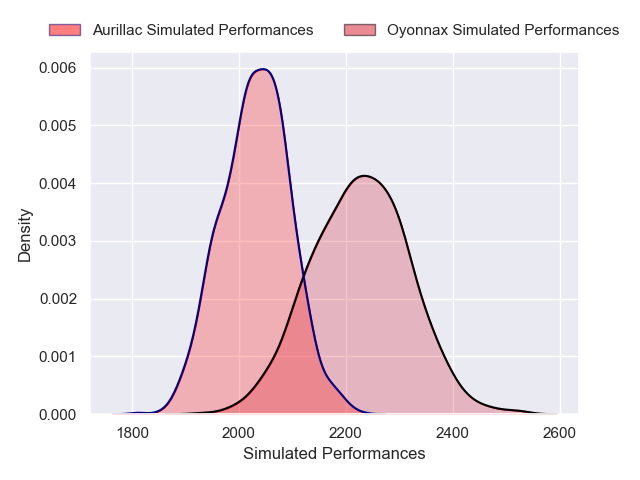 Aurillac Simulated Performances Oyonnax Simulated Performances
0.006
0.005
0.004
0.003
0.002
0.001
0.000
Density
1800 2000 2200 2400 2600
Simulated Performances